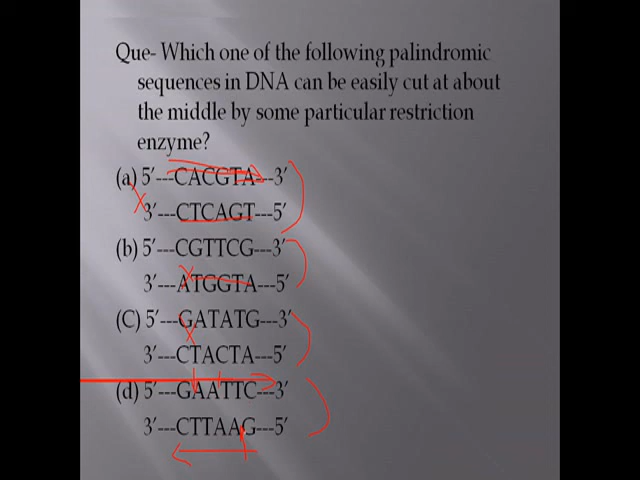 Que- Which one of the following palindromic
sequences in DNA can be easily cut at about
the middle by some particular restriction
enzyme?
(a) 5′---CACGTA---3′
3′---CTCAGT---5′
(b) 5′---CGTTCG---3′
3′---ATGGTA---5′
(C) 5′---GATATG---3′
3′---CTACTA---5′
(d) 5′---GAATTC---3′
3′---CTTAAG---5′